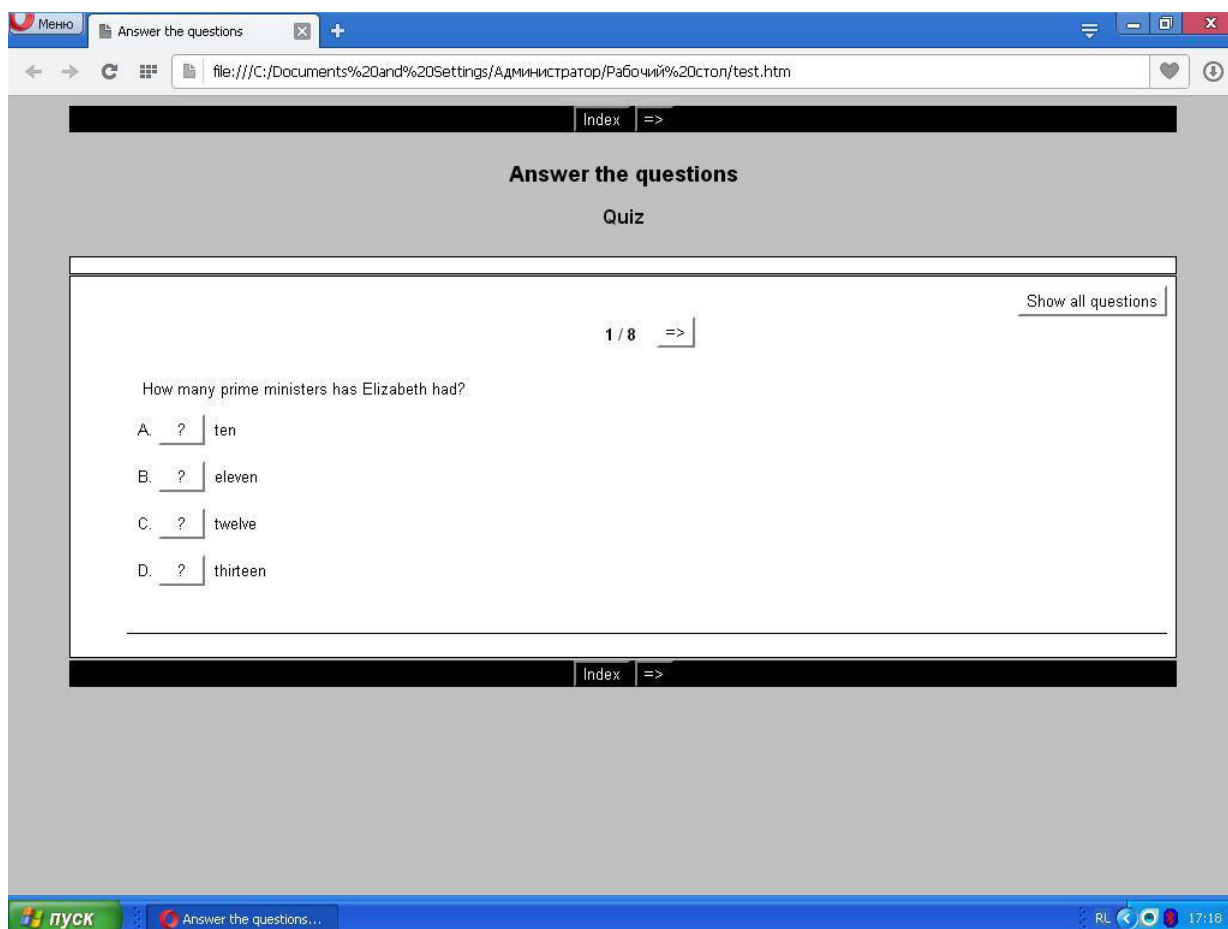 Меню
Answer the questions
file:///C:/Documents%20and%20Settings/Администратор/Рабочий%20стол/test.htm
Index =>
Answer the questions
Quiz
Show all questions
1 / 8 =>
How many prime ministers has Elizabeth had?
A. ? ten
B. ? eleven
C. ? twelve
D. ? thirteen
Index =>
пуск Answer the questions... RL 17:18